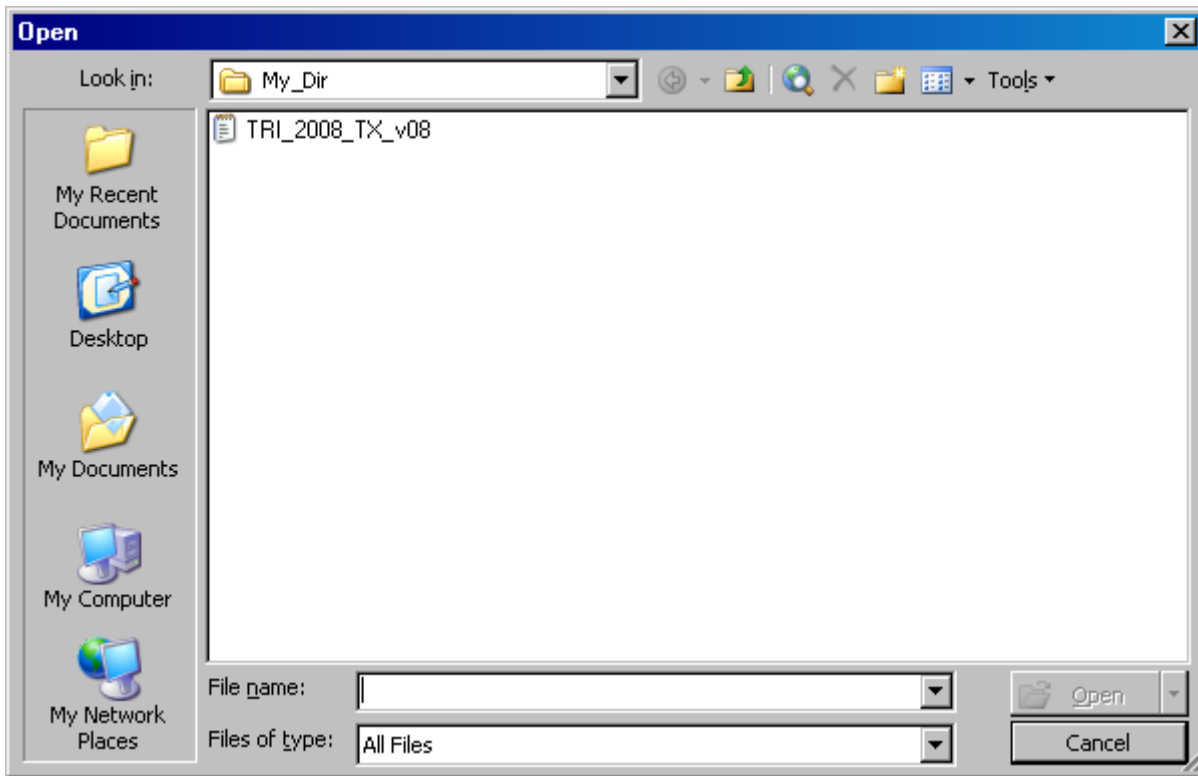 Open
Look in:
My_Dir
Tools
TRI_2008_TX_v08
My Recent
Documents
Desktop
My Documents
My Computer
My Network
Places
File name:
Open
Files of type:
All Files
Cancel